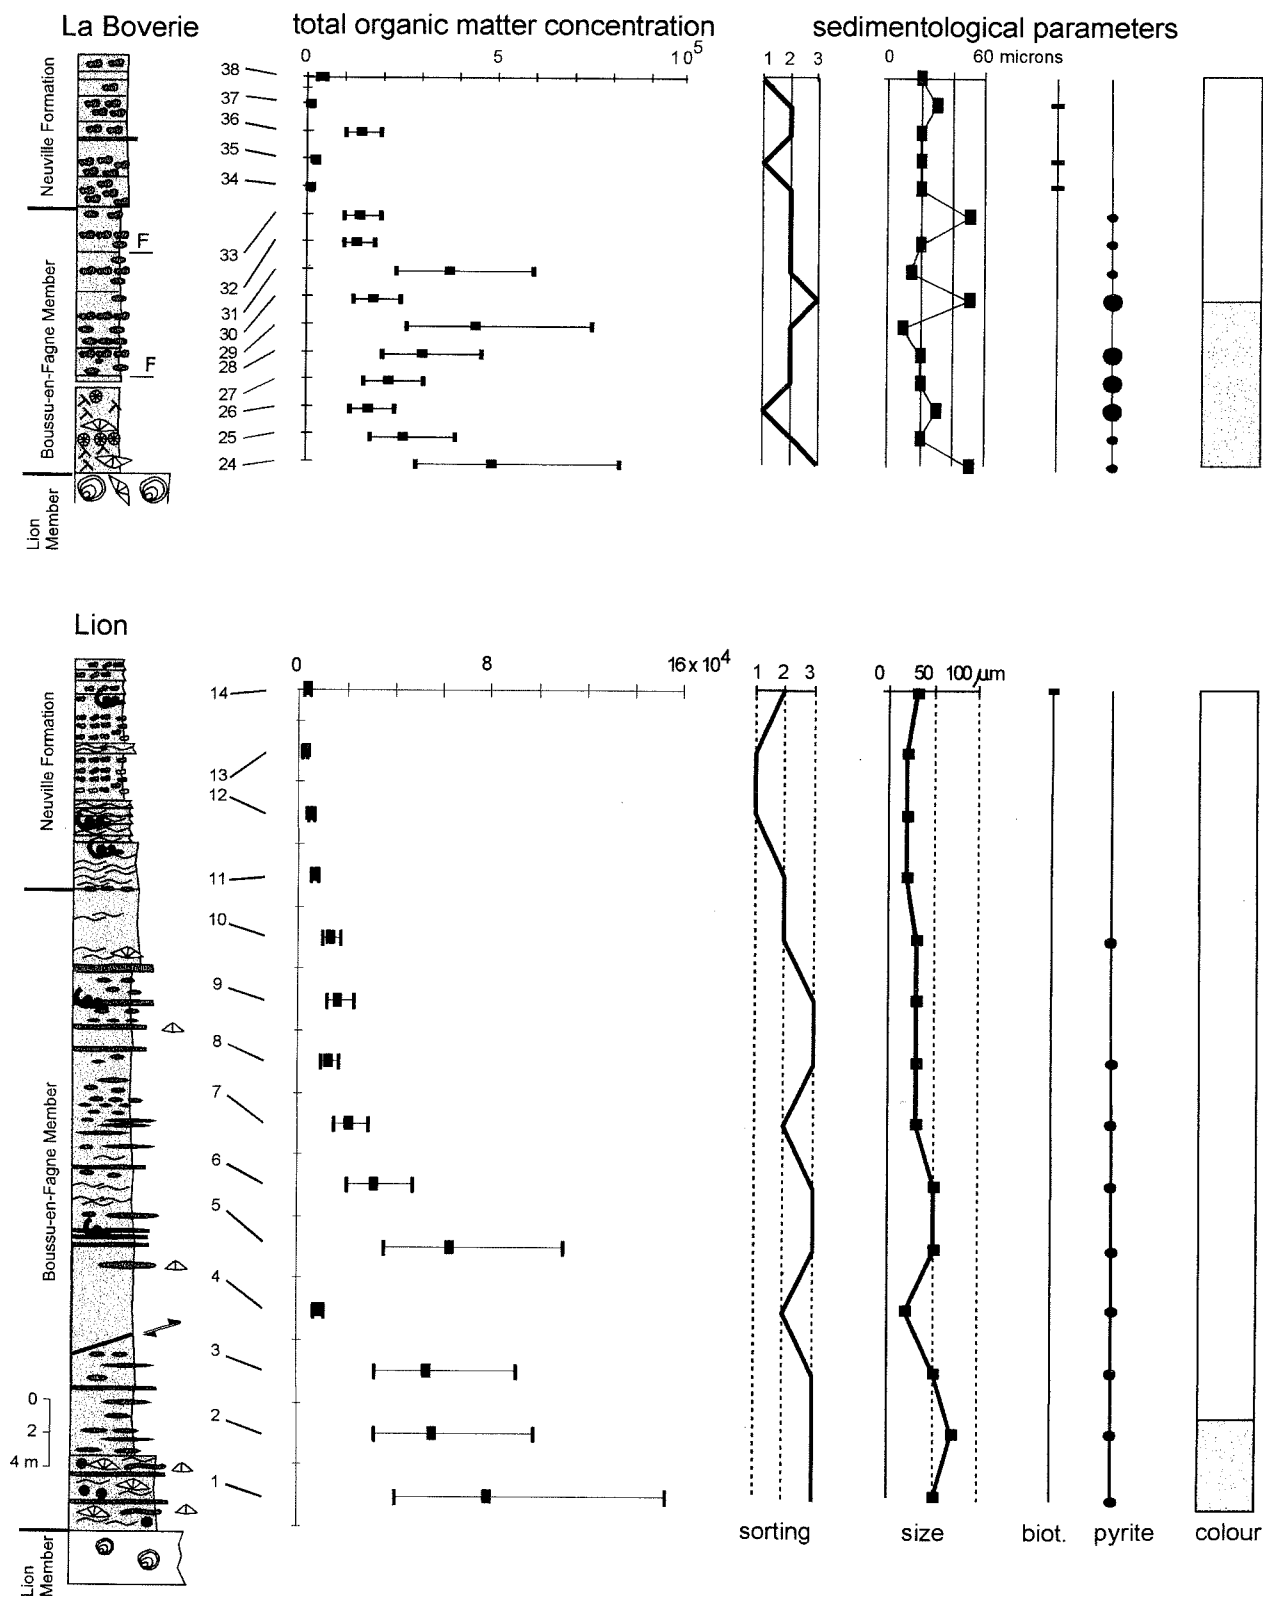 La Boverie total organic matter concentration sedimentological parameters
0 5 10^5 1 2 3 0 60 microns
Neuville Formation
Boussu-en-Fagne Member
Lion Member
F
F
38
37
36
35
34
33
32
31
30
29
28
27
26
25
24
Lion
0 8 16 x 10^4 1 2 3 0 50 100 µm
Neuville Formation
Boussu-en-Fagne Member
Lion Member
14
13
12
11
10
9
8
7
6
5
4
3
2
1
0
2
4 m
sorting size biot. pyrite colour